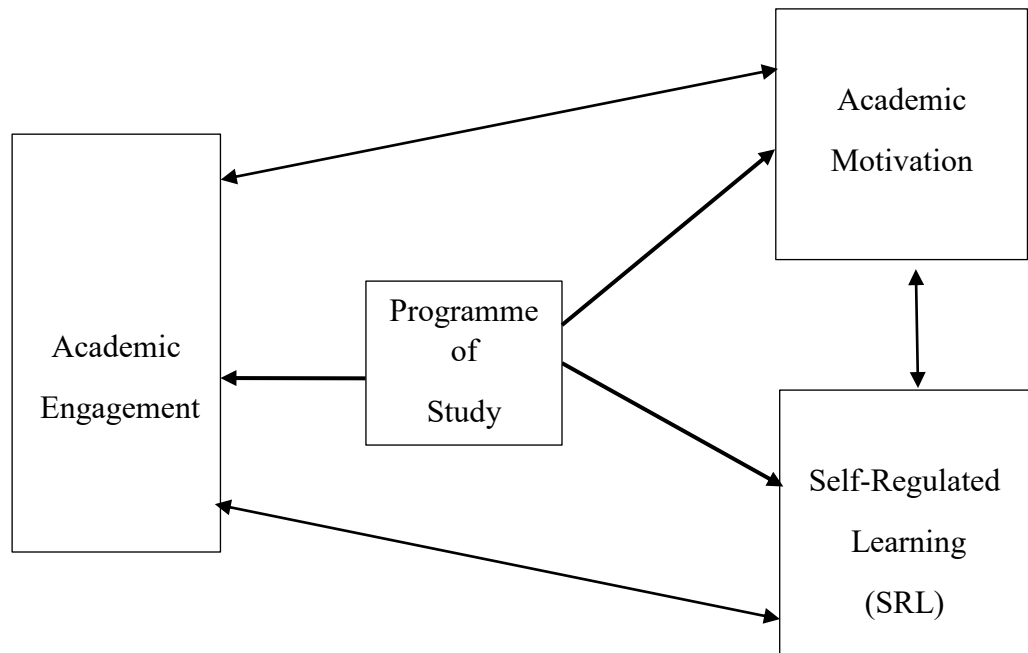 Academic
Motivation
Academic
Engagement
Programme
of
Study
Self-Regulated
Learning
(SRL)